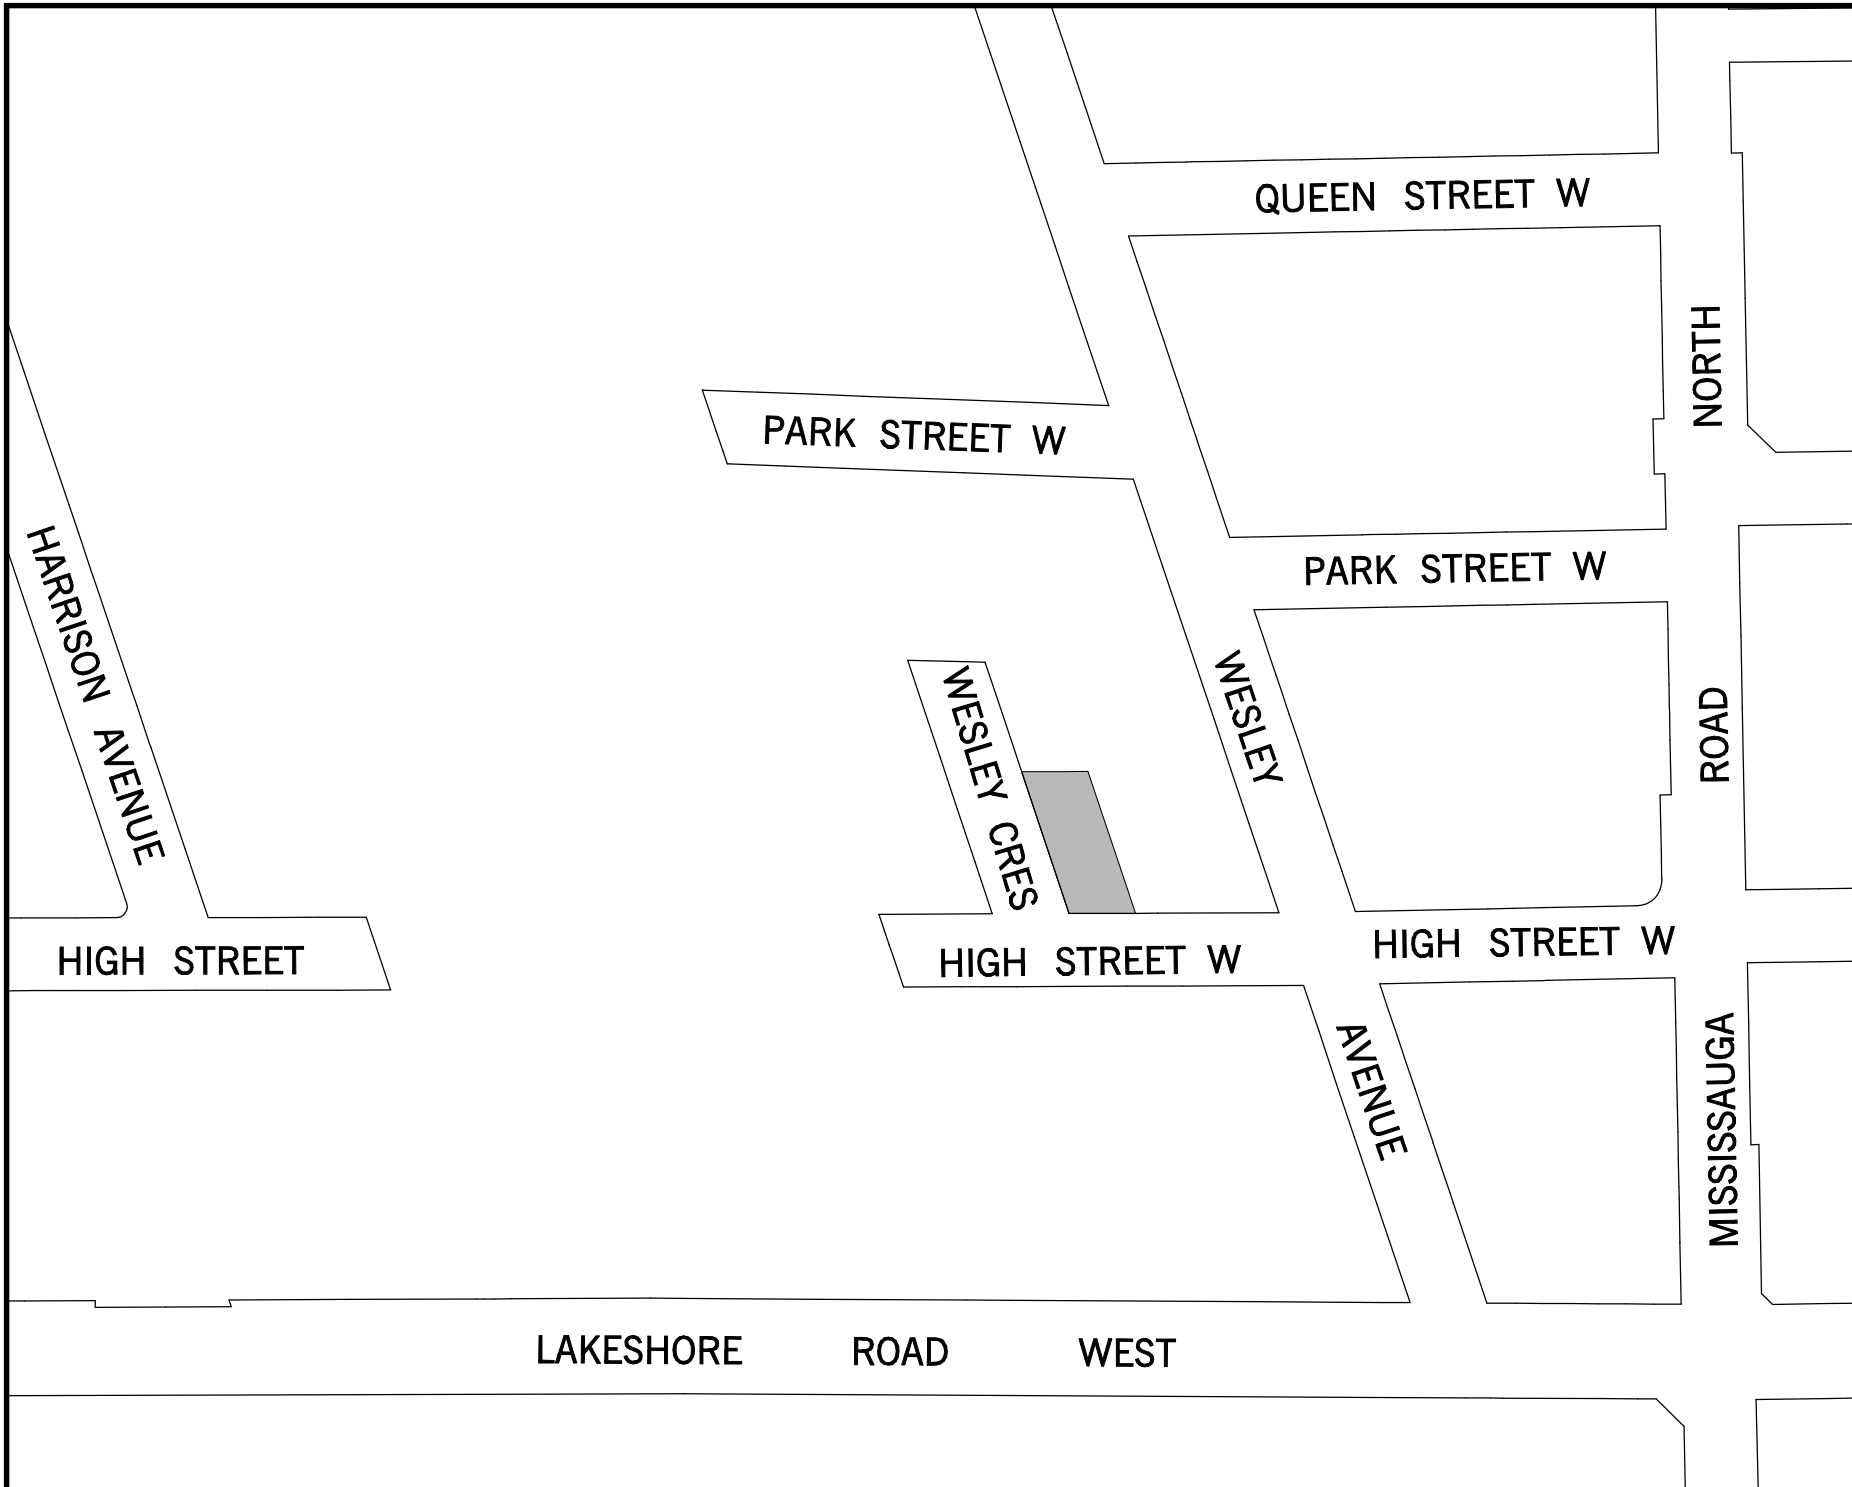 QUEEN STREET W
NORTH
PARK STREET W
PARK STREET W
HARRISON AVENUE
WESLEY
WESLEY CRES
ROAD
HIGH STREET W
HIGH STREET
HIGH STREET W
AVENUE
MISSISSAUGA
LAKESHORE ROAD WEST